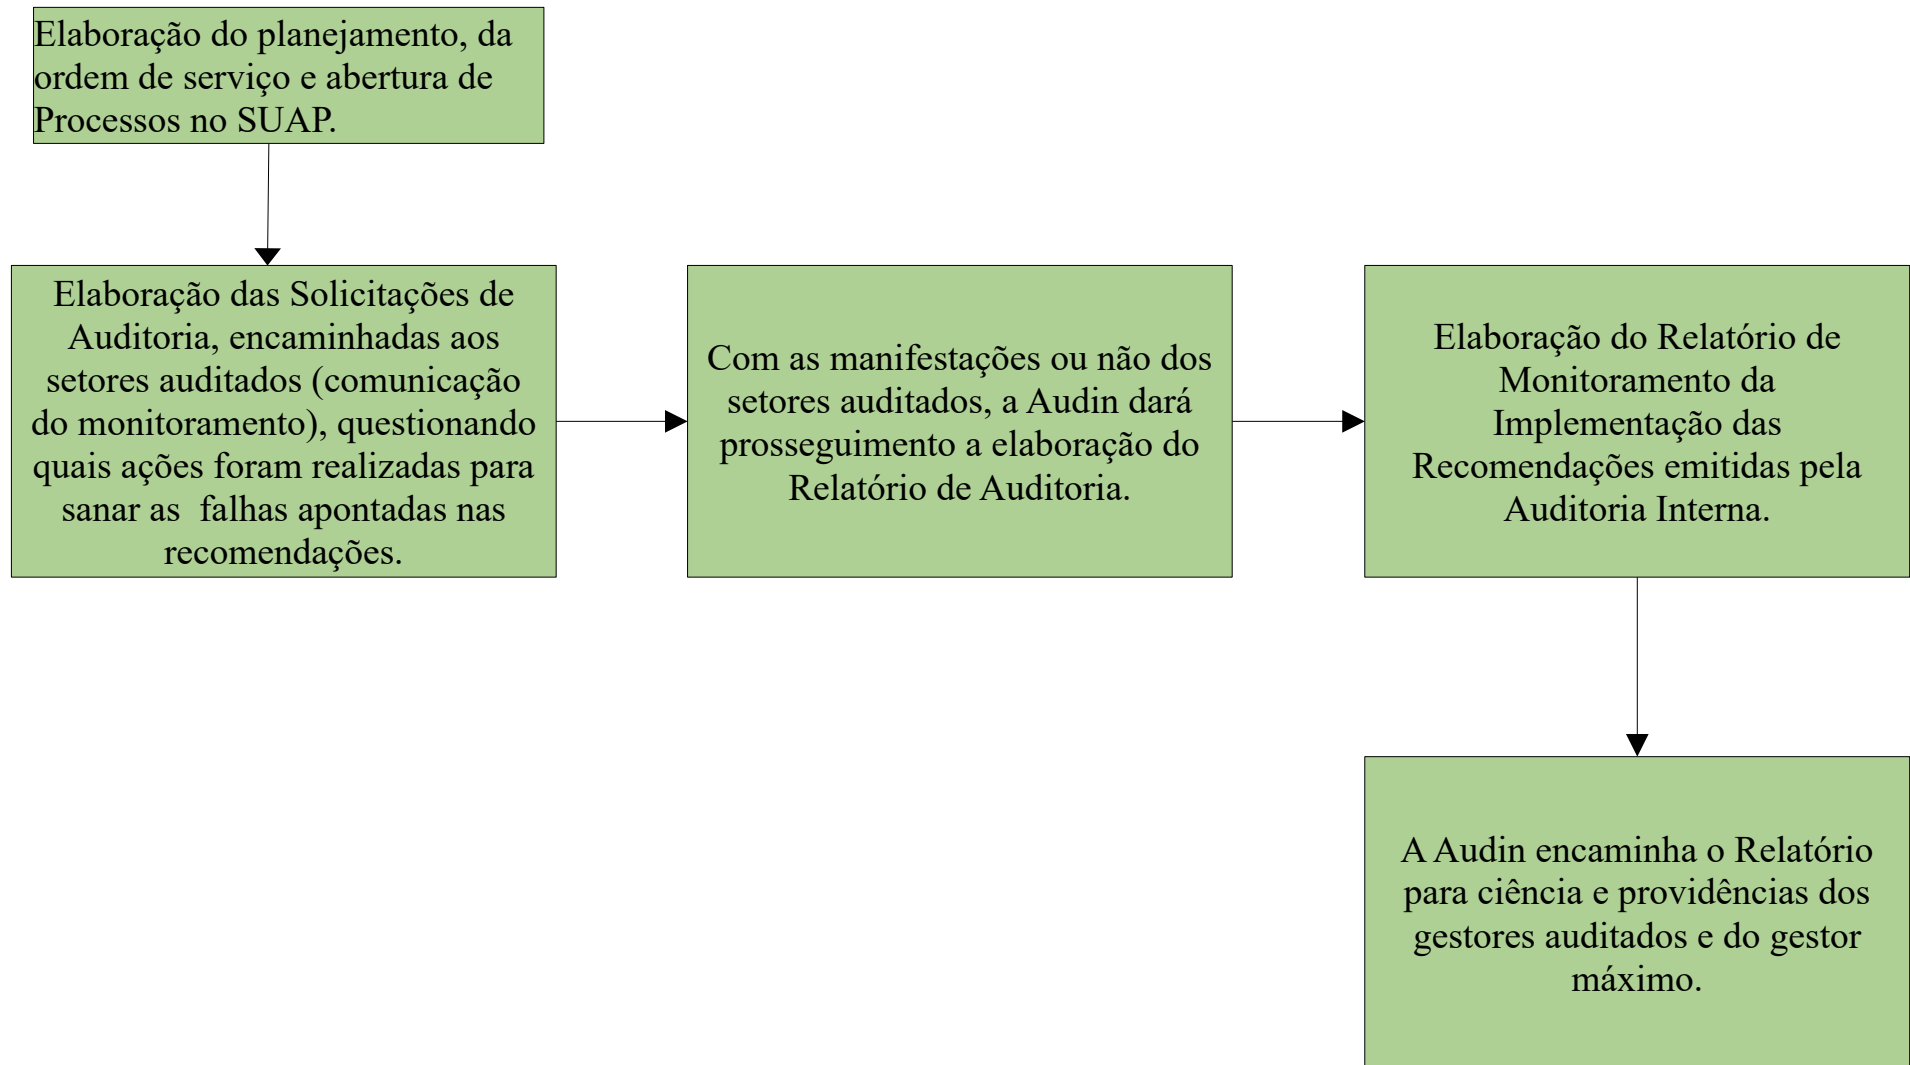 Elaboração do planejamento, da
ordem de serviço e abertura de
Processos no SUAP.
Elaboração das Solicitações de
Auditoria, encaminhadas aos
setores auditados (comunicação
do monitoramento), questionando
quais ações foram realizadas para
sanar as  falhas apontadas nas
recomendações.
Com as manifestações ou não dos
setores auditados, a Audin dará
prosseguimento a elaboração do
Relatório de Auditoria.
Elaboração do Relatório de
Monitoramento da
Implementação das
Recomendações emitidas pela
Auditoria Interna.
A Audin encaminha o Relatório
para ciência e providências dos
gestores auditados e do gestor
máximo.